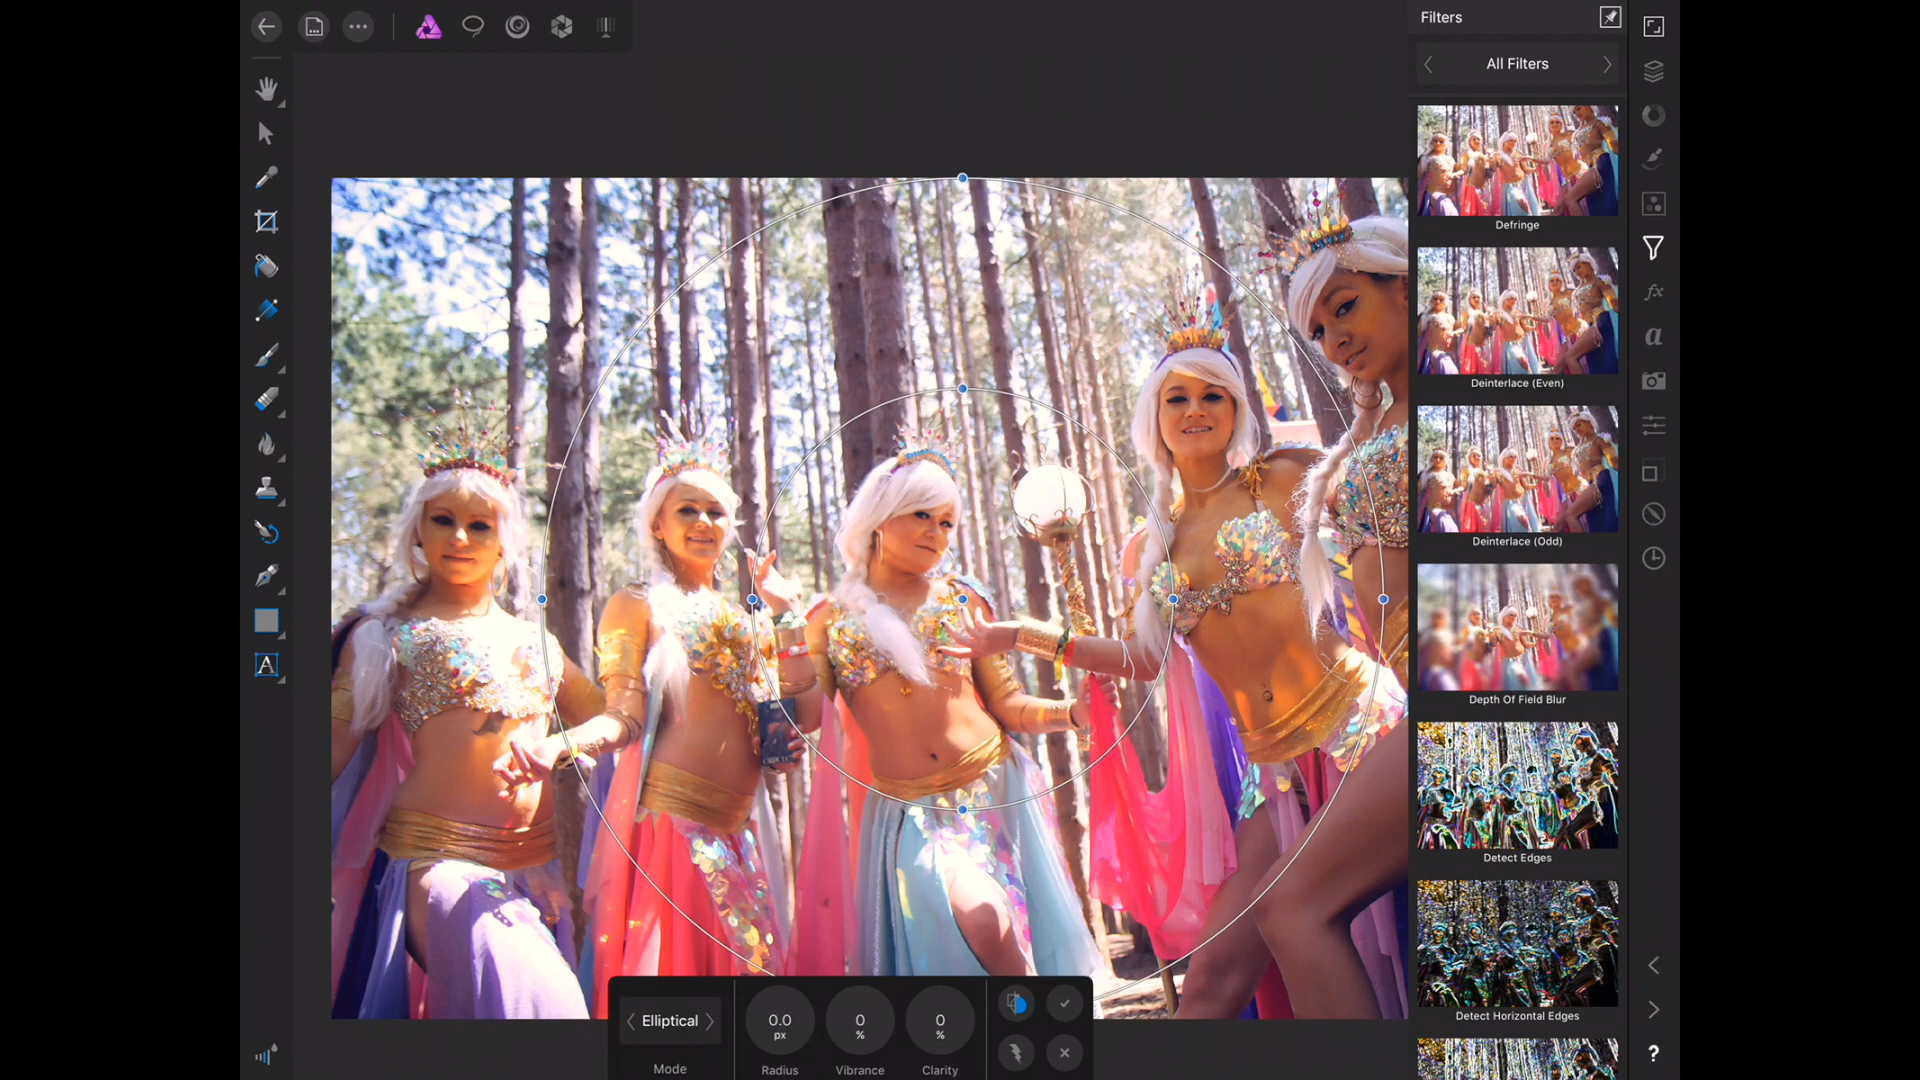 Filters
All Filters
Defringe
Deinterlace (Even)
Deinterlace (Odd)
Depth Of Field Blur
Detect Edges
Detect Horizontal Edges
fx
a
A
Elliptical
Mode
0.0
px
Radius
0
%
Vibrance
0
%
Clarity
?